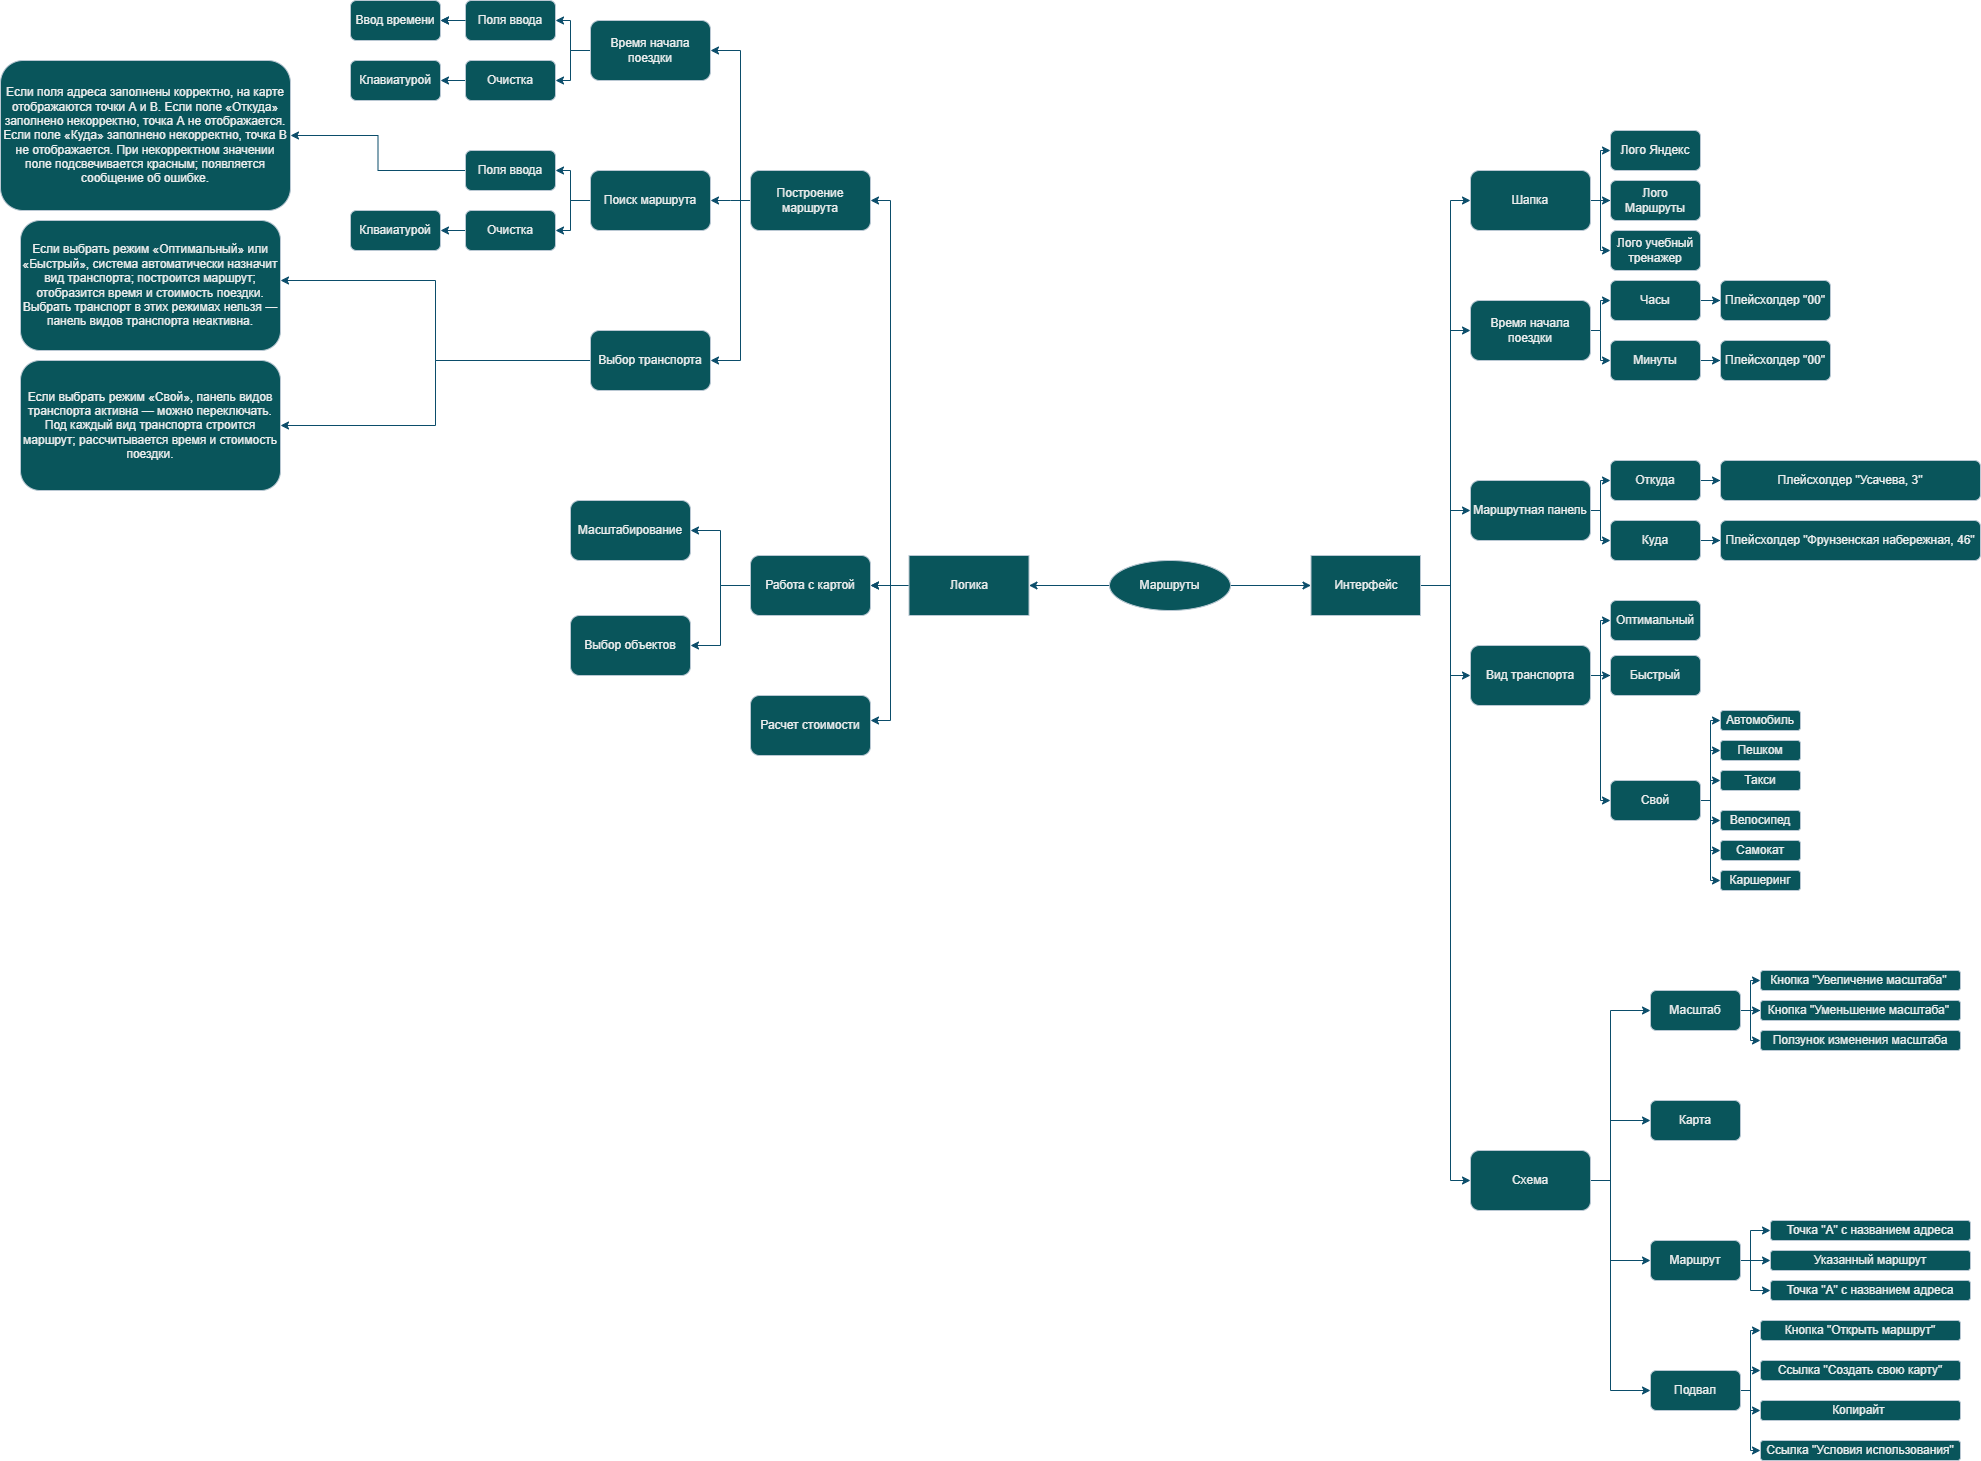 Ввод времени
Поля ввода
Время начала
поездки
Клавиатурой
Очистка
Если поля адреса заполнены корректно, на карте
отображаются точки А и В. Если поле «Откуда»
заполнено некорректно, точка А не отображается.
Если поле «Куда» заполнено некорректно, точка В
не отображается. При некорректном значении
поле подсвечивается красным; появляется
сообщение об ошибке.
Поля ввода
Поиск маршрута
Клваиатурой
Очистка
Построение
маршрута
Если выбрать режим «Оптимальный» или
«Быстрый», система автоматически назначит
вид транспорта; построится маршрут;
отобразится время и стоимость поездки.
Выбрать транспорт в этих режимах нельзя —
панель видов транспорта неактивна.
Выбор транспорта
Если выбрать режим «Свой», панель видов
транспорта активна — можно переключать.
Под каждый вид транспорта строится
маршрут; рассчитывается время и стоимость
поездки.
Масштабирование
Работа с картой
Выбор объектов
Расчет стоимости
Логика
Маршруты
Интерфейс
Шапка
Лого Яндекс
Лого
Маршруты
Лого учебный
тренажер
Время начала
поездки
Часы
Плейсхолдер "00"
Минуты
Плейсхолдер "00"
Маршрутная панель
Откуда
Плейсхолдер "Усачева, 3"
Куда
Плейсхолдер "Фрунзенская набережная, 46"
Вид транспорта
Оптимальный
Быстрый
Свой
Автомобиль
Пешком
Такси
Велосипед
Самокат
Каршеринг
Схема
Масштаб
Кнопка "Увеличение масштаба"
Кнопка "Уменьшение масштаба"
Ползунок изменения масштаба
Карта
Маршрут
Точка "А" с названием адреса
Указанный маршрут
Точка "А" с названием адреса
Подвал
Кнопка "Открыть маршрут"
Ссылка "Создать свою карту"
Копирайт
Ссылка "Условия использования"